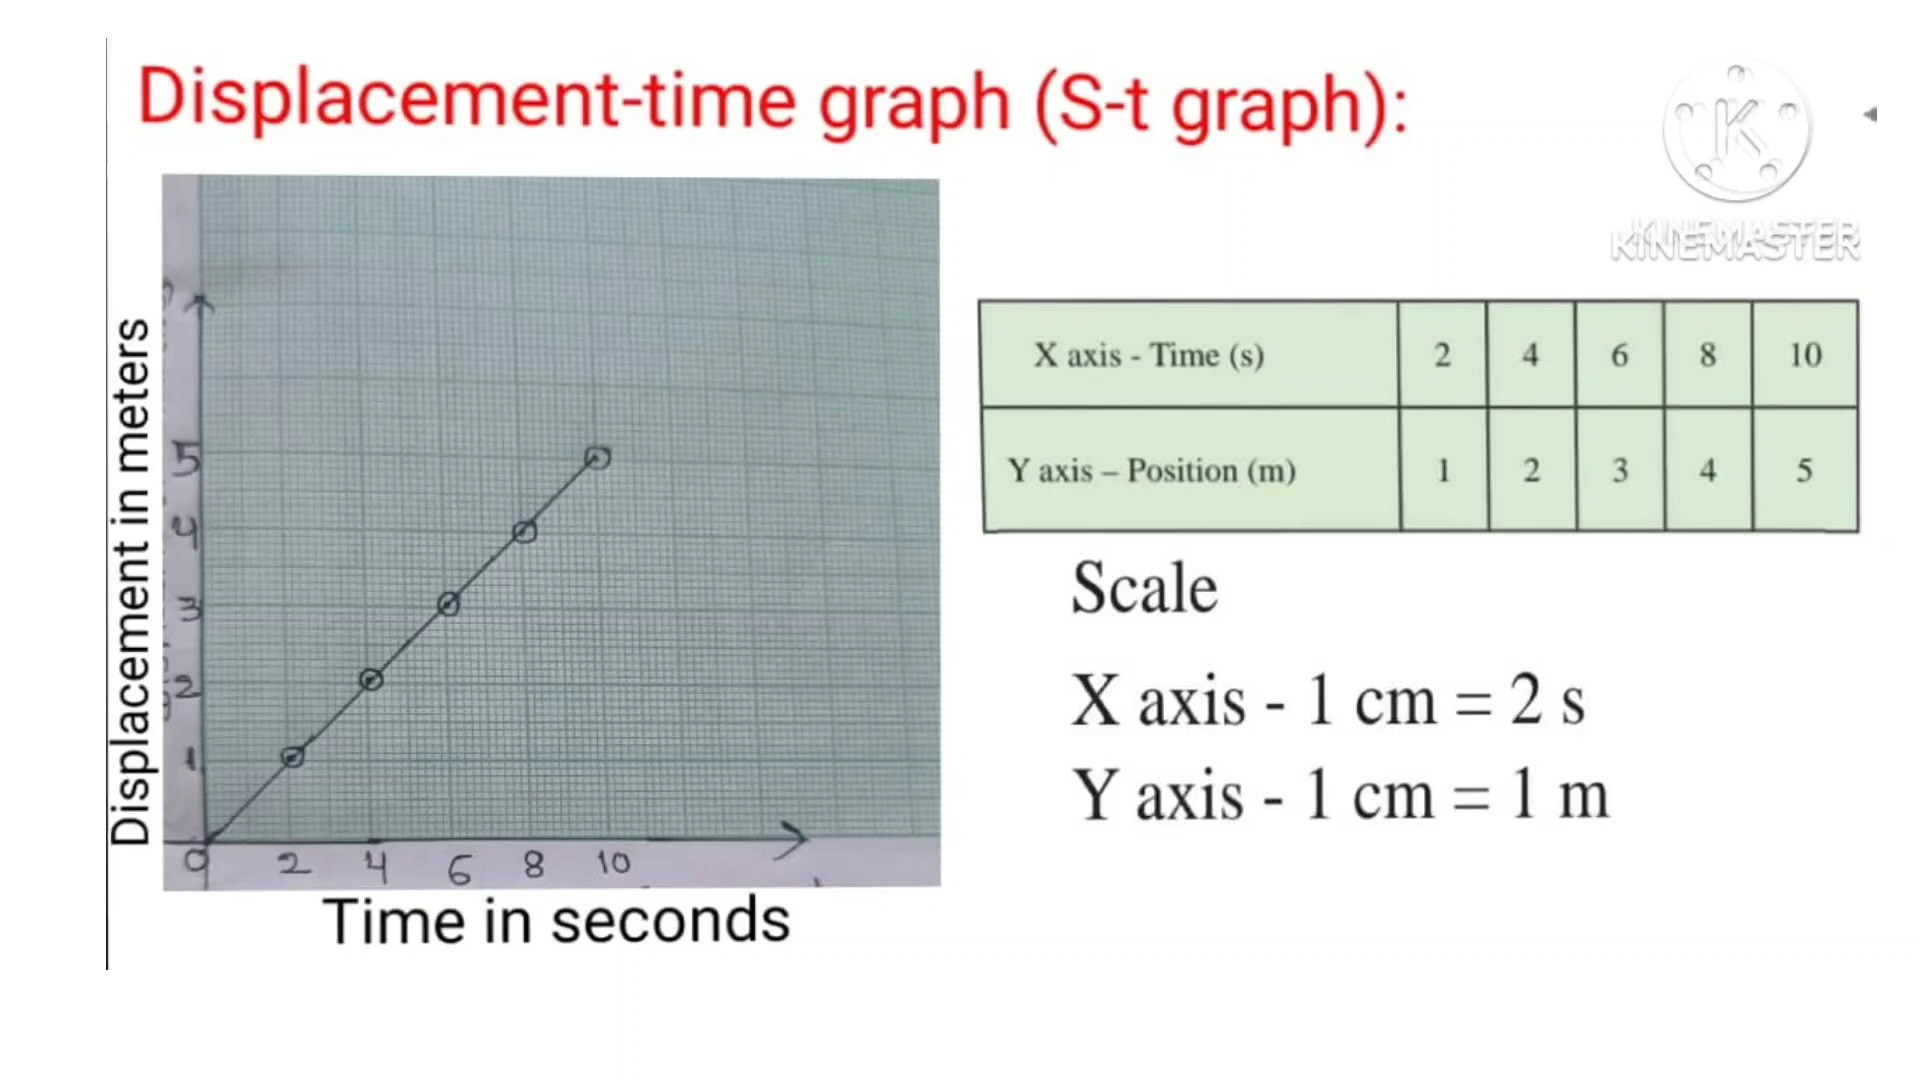 Displacement-time graph (S-t graph):
KINEMASTER
Displacement in meters
5
4
3
2
1
0 2 4 6 8 10
Time in seconds
X axis - Time (s) 2 4 6 8 10
Y axis – Position (m) 1 2 3 4 5
Scale
X axis - 1 cm = 2 s
Y axis - 1 cm = 1 m